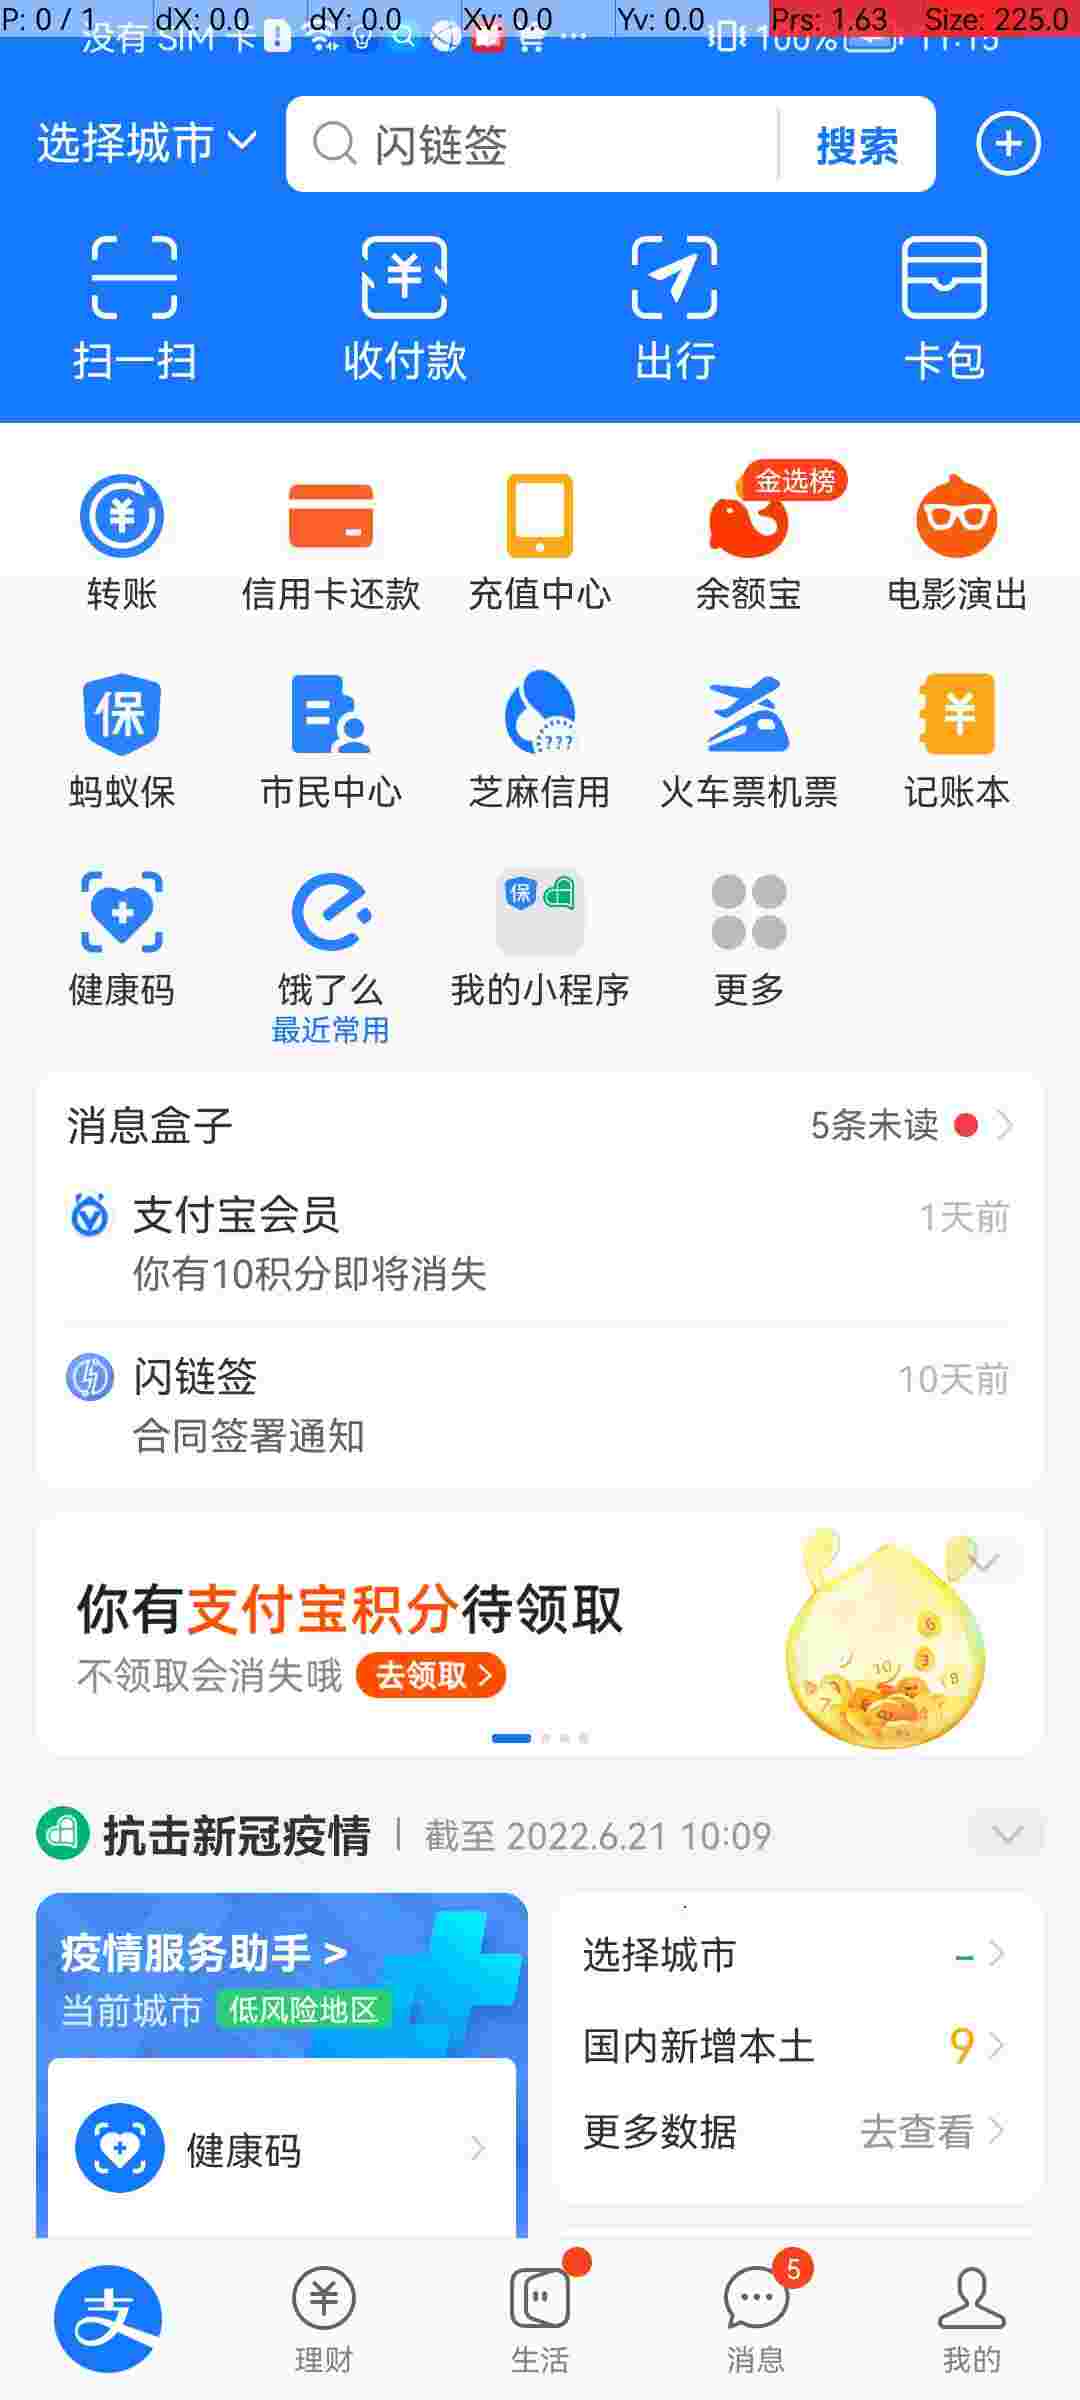 P: 0 / 1 dX: 0.0 dY: 0.0 Xv: 0.0 Yv: 0.0 Prs: 1.63 Size: 225.0
没有 SIM 卡 100% 11:15
选择城市 闪链签 搜索
扫一扫 收付款 出行 卡包
金选榜
转账 信用卡还款 充值中心 余额宝 电影演出
保 ???
蚂蚁保 市民中心 芝麻信用 火车票机票 记账本
保
健康码 饿了么 我的小程序 更多
最近常用
消息盒子 5条未读
支付宝会员 1天前
你有10积分即将消失
闪链签 10天前
合同签署通知
你有支付宝积分待领取
不领取会消失哦 去领取
抗击新冠疫情 截至 2022.6.21 10:09
疫情服务助手 >
当前城市 低风险地区
健康码
选择城市 –
国内新增本土 9
更多数据 去查看
5
支 理财 生活 消息 我的